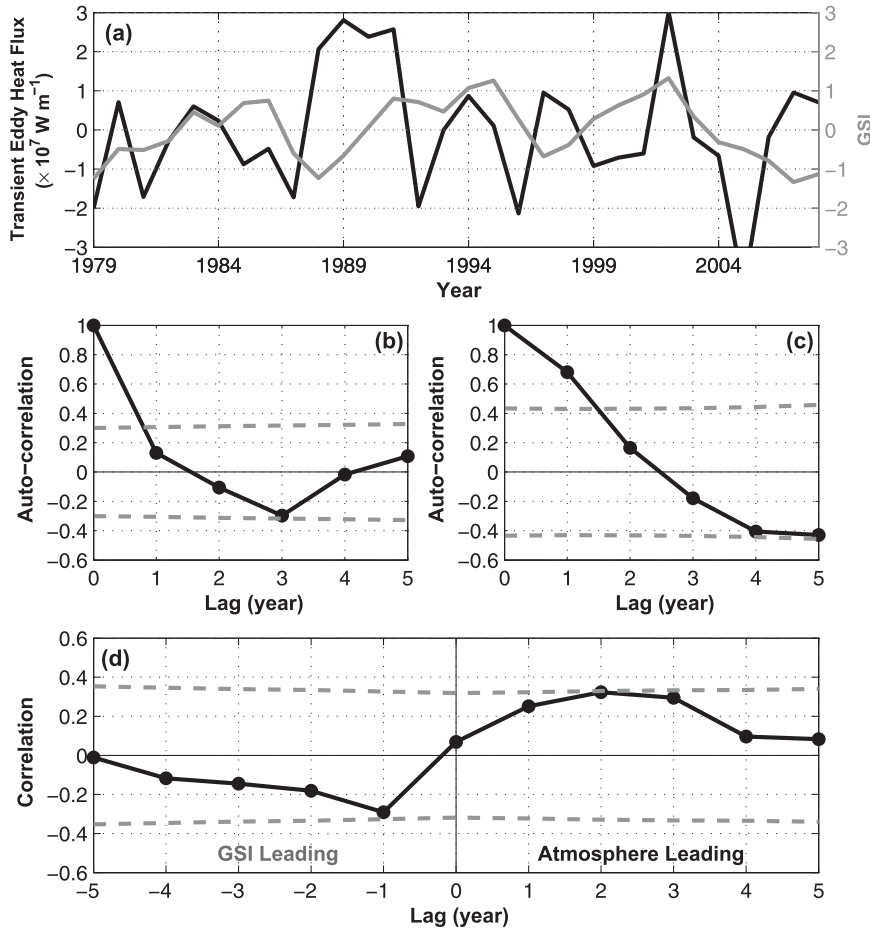 (a)
Transient Eddy Heat Flux
(× 10⁷ W m⁻¹)
3
2
1
0
−1
−2
−3
3
2
1
0
−1
−2
−3
GSI
1979
1984
1989
1994
1999
2004
Year
(b)
Auto−correlation
1
0.8
0.6
0.4
0.2
0
−0.2
−0.4
−0.6
0 1 2 3 4 5
Lag (year)
(c)
Auto−correlation
1
0.8
0.6
0.4
0.2
0
−0.2
−0.4
−0.6
0 1 2 3 4 5
Lag (year)
(d)
Correlation
0.6
0.4
0.2
0
−0.2
−0.4
−0.6
GSI Leading
Atmosphere Leading
−5 −4 −3 −2 −1 0 1 2 3 4 5
Lag (year)